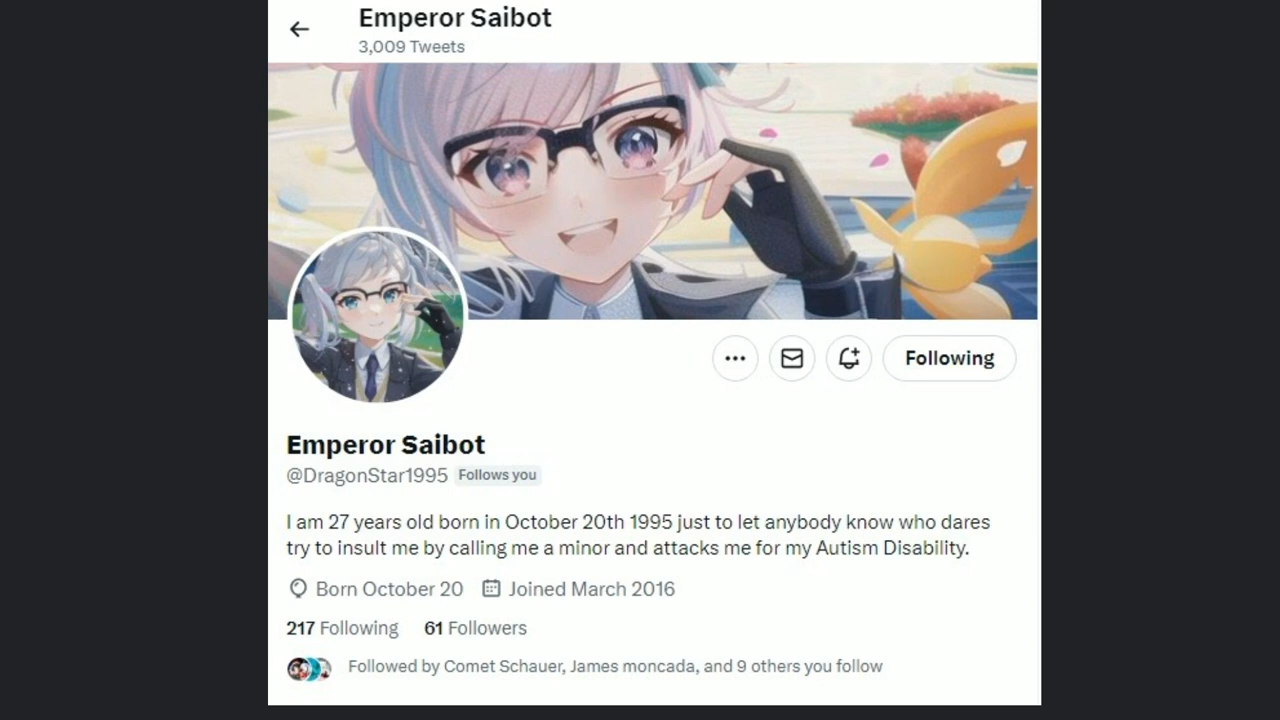 Emperor Saibot
3,009 Tweets
Following
Emperor Saibot
@DragonStar1995 Follows you
I am 27 years old born in October 20th 1995 just to let anybody know who dares
try to insult me by calling me a minor and attacks me for my Autism Disability.
Born October 20 Joined March 2016
217 Following 61 Followers
Followed by Comet Schauer, James moncada, and 9 others you follow